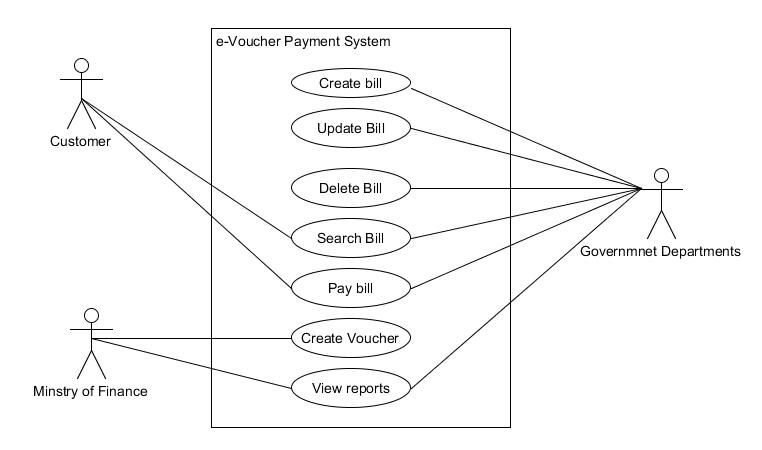 e-Voucher Payment System
Create bill
Customer
Update Bill
Delete Bill
Search Bill
Governmnet Departments
Pay bill
Create Voucher
Minstry of Finance
View reports